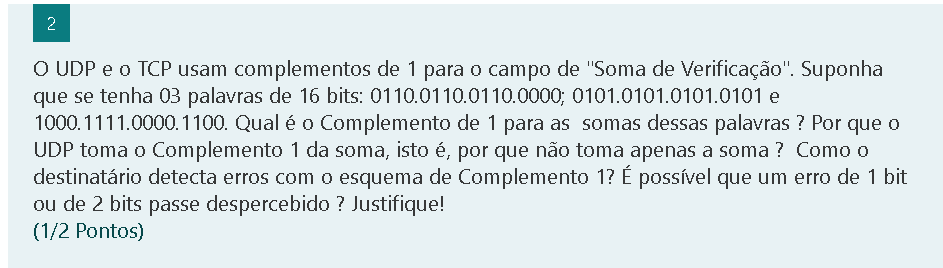 2
O UDP e o TCP usam complementos de 1 para o campo de "Soma de Verificação". Suponha
que se tenha 03 palavras de 16 bits: 0110.0110.0110.0000; 0101.0101.0101.0101 e
1000.1111.0000.1100. Qual é o Complemento de 1 para as somas dessas palavras ? Por que o
UDP toma o Complemento 1 da soma, isto é, por que não toma apenas a soma ? Como o
destinatário detecta erros com o esquema de Complemento 1? É possível que um erro de 1 bit
ou de 2 bits passe despercebido ? Justifique!
(1/2 Pontos)